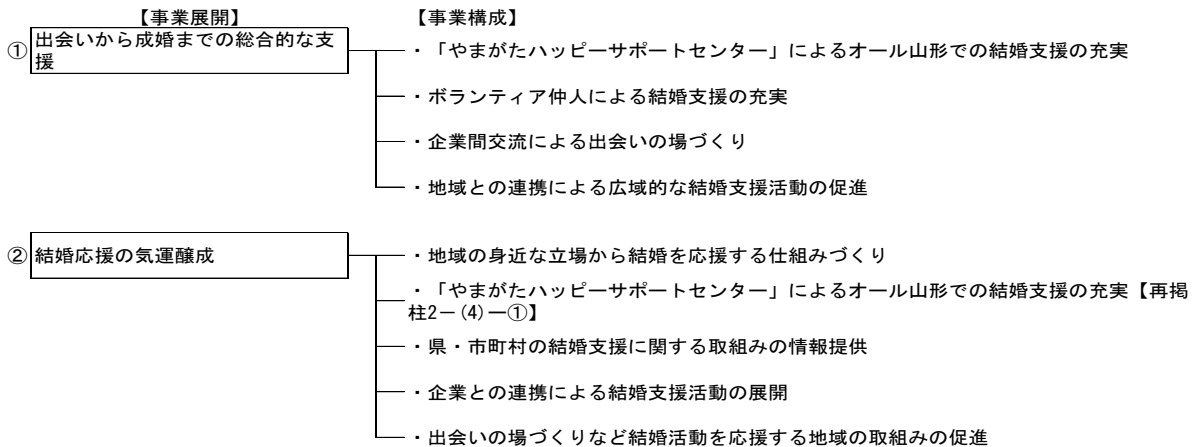 【事業展開】 【事業構成】
① 出会いから成婚までの総合的な支
援
・「やまがたハッピーサポートセンター」によるオール山形での結婚支援の充実
・ボランティア仲人による結婚支援の充実
・企業間交流による出会いの場づくり
・地域との連携による広域的な結婚支援活動の促進
② 結婚応援の気運醸成
・地域の身近な立場から結婚を応援する仕組みづくり
・「やまがたハッピーサポートセンター」によるオール山形での結婚支援の充実【再掲
柱2－(4)―①】
・県・市町村の結婚支援に関する取組みの情報提供
・企業との連携による結婚支援活動の展開
・出会いの場づくりなど結婚活動を応援する地域の取組みの促進